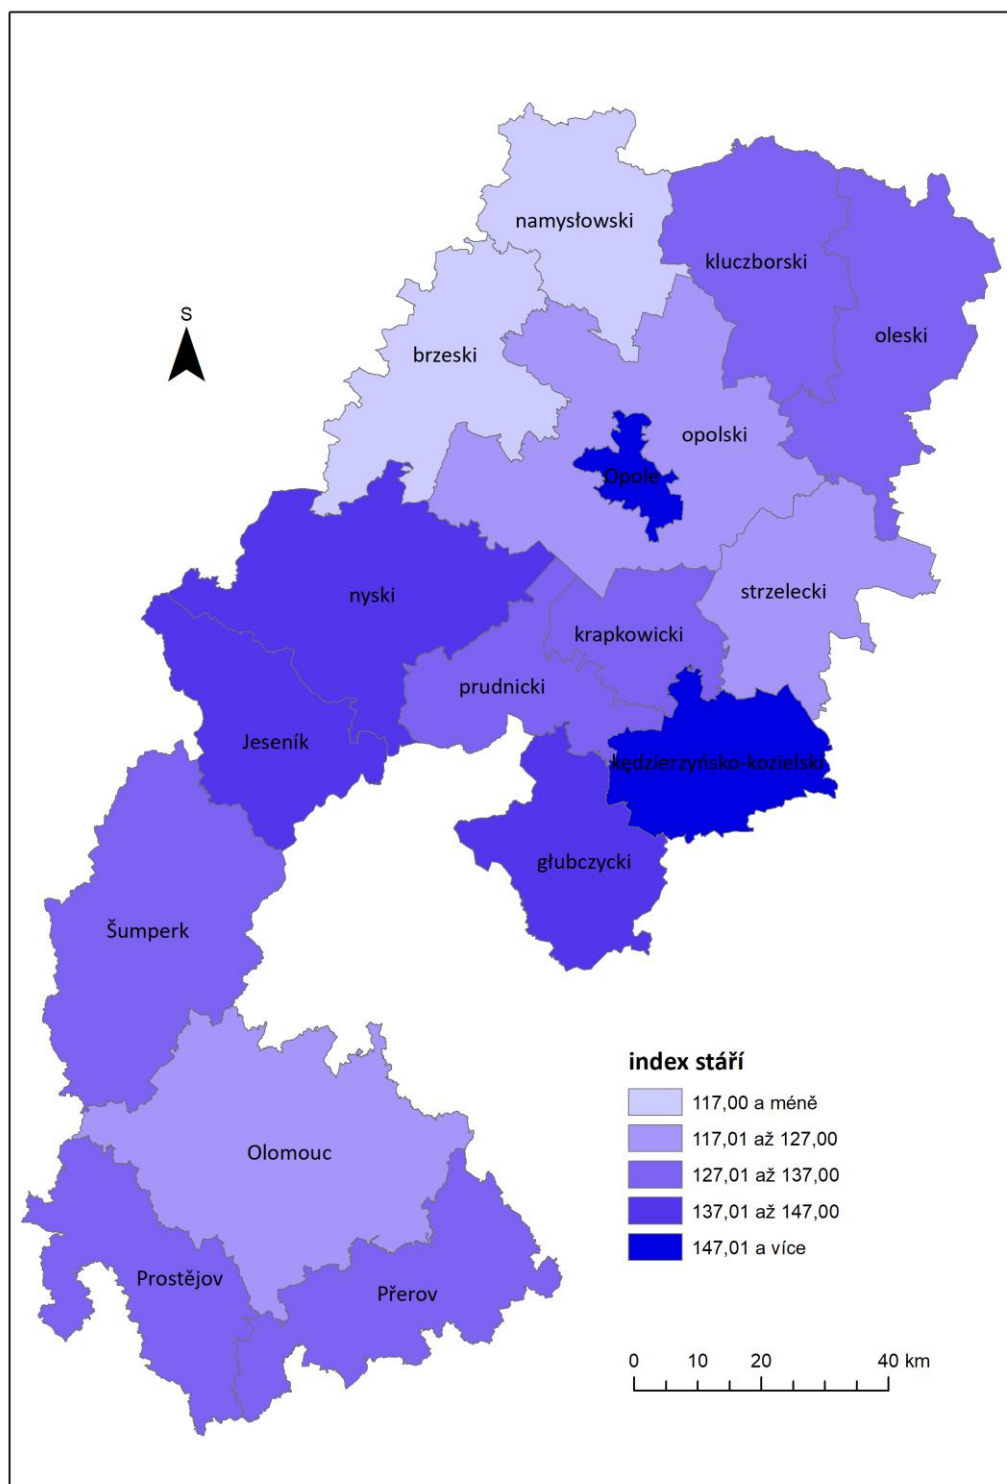 namysłowski
kluczborski
S
oleski
brzeski
opolski
Opole
strzelecki
nyski
krapkowicki
prudnicki
Jeseník
kędzierzyńsko-kozielski
głubczycki
Šumperk
index stáří
117,00 a méně
117,01 až 127,00
127,01 až 137,00
137,01 až 147,00
147,01 a více
Olomouc
Prostějov
Přerov
0 10 20 40 km